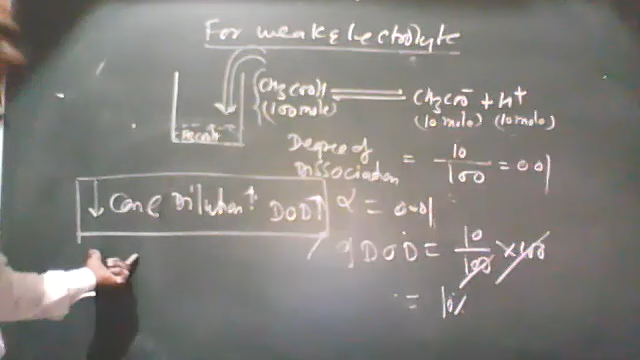 For weak Electrolyte
CH3COOH ⇌ CH3COO- + H+
(100 mole) (10 mole) (10 mole)
Degree of Dissociation = 10/100 = 0.01
↓ Conc Dilution ↑ DOD ↑
α = 0.01
% DOD = 10/100 × 100
= 10%